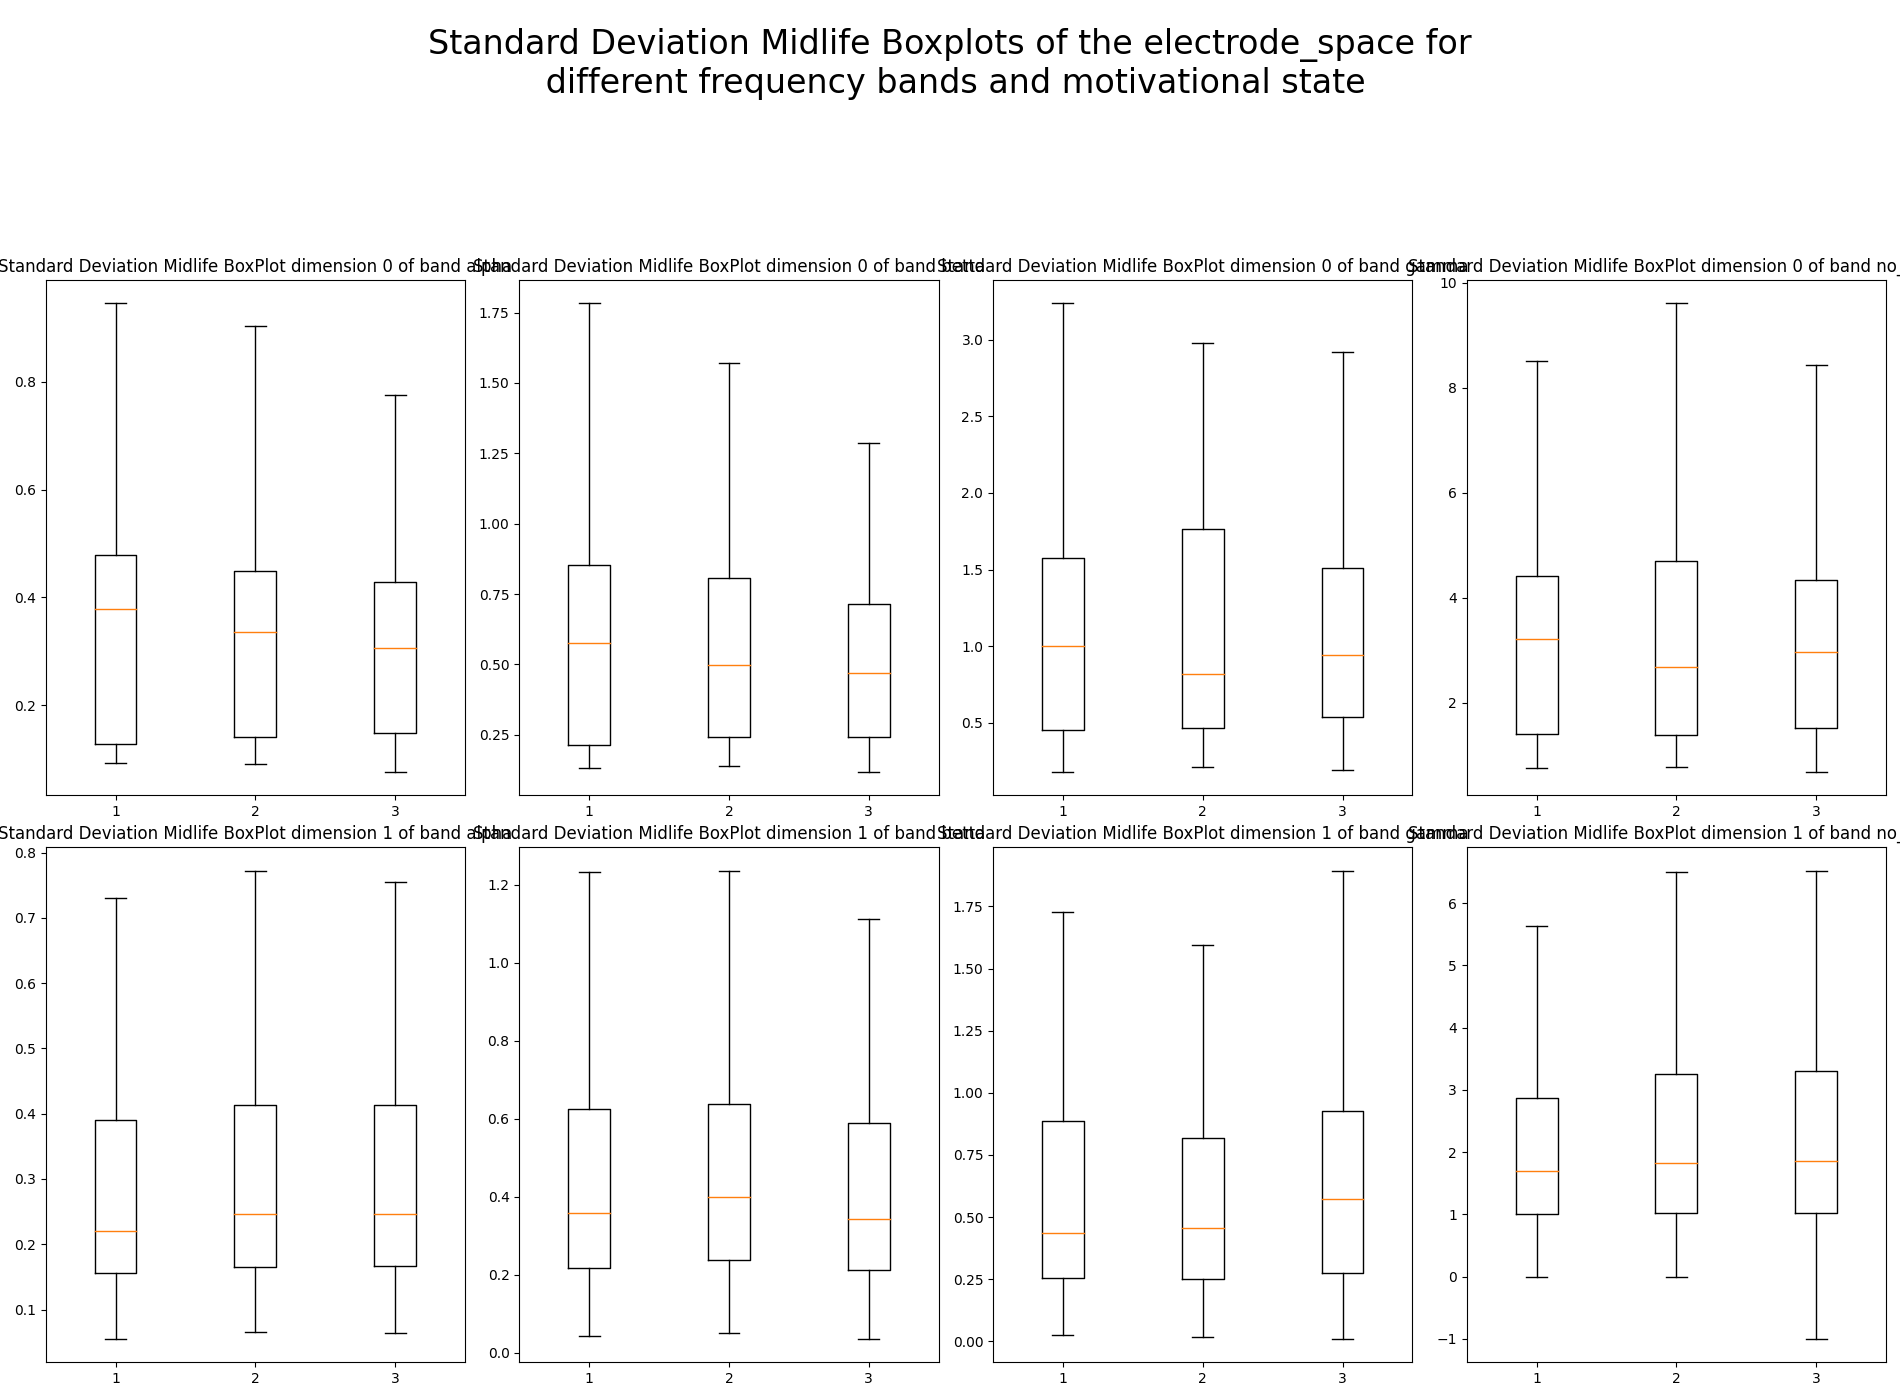 Standard Deviation Midlife Boxplots of the electrode_space for
different frequency bands and motivational state
Standard Deviation Midlife BoxPlot dimension 0 of band alpha
Standard Deviation Midlife BoxPlot dimension 0 of band betta
Standard Deviation Midlife BoxPlot dimension 0 of band gamma
Standard Deviation Midlife BoxPlot dimension 0 of band no_
0.8
0.6
0.4
0.2
1 2 3
1.75
1.50
1.25
1.00
0.75
0.50
0.25
1 2 3
3.0
2.5
2.0
1.5
1.0
0.5
1 2 3
10
8
6
4
2
1 2 3
Standard Deviation Midlife BoxPlot dimension 1 of band alpha
Standard Deviation Midlife BoxPlot dimension 1 of band betta
Standard Deviation Midlife BoxPlot dimension 1 of band gamma
Standard Deviation Midlife BoxPlot dimension 1 of band no_
0.8
0.7
0.6
0.5
0.4
0.3
0.2
0.1
1 2 3
1.2
1.0
0.8
0.6
0.4
0.2
0.0
1 2 3
1.75
1.50
1.25
1.00
0.75
0.50
0.25
0.00
1 2 3
6
5
4
3
2
1
0
−1
1 2 3